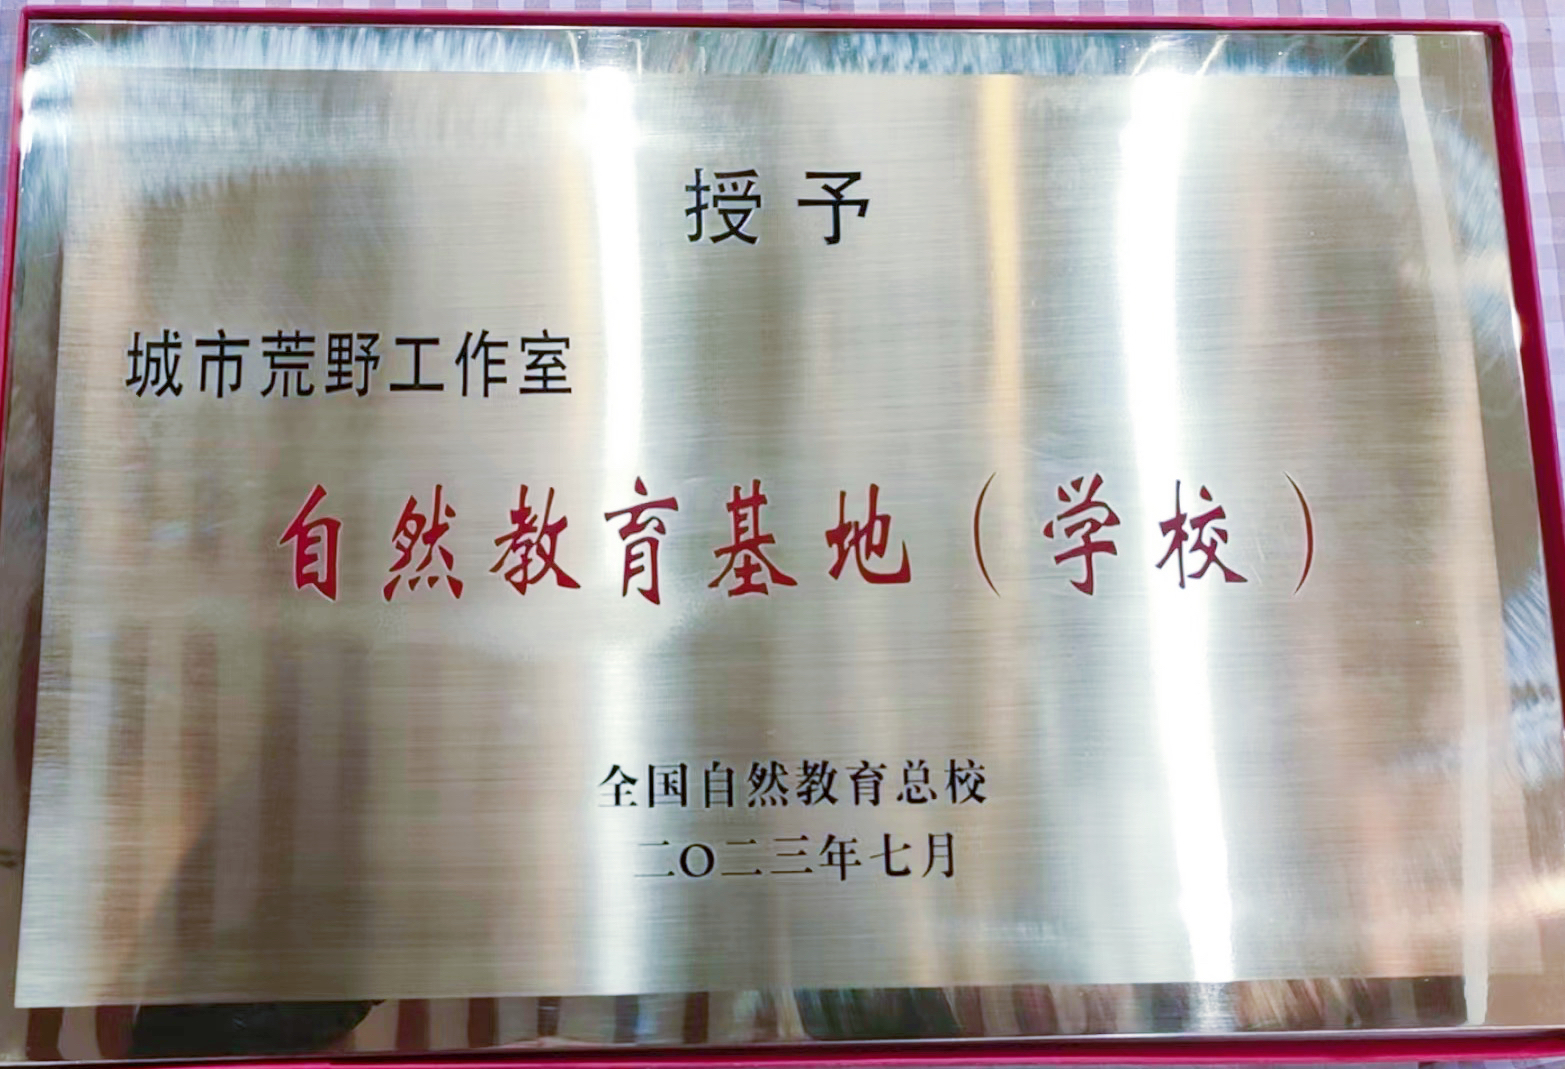 授予
城市荒野工作室
自然教育基地（学校）
全国自然教育总校
二〇二三年七月